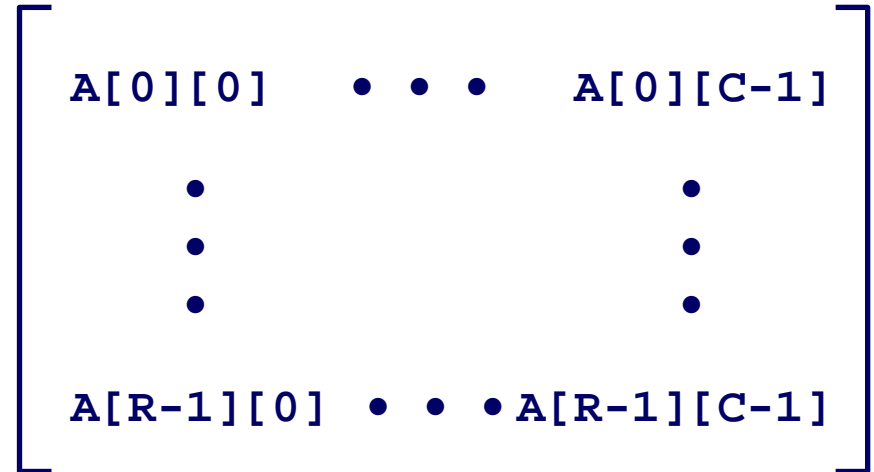 A[0][0] • • • A[0][C-1]
• •
• •
• •
A[R-1][0] • • • A[R-1][C-1]